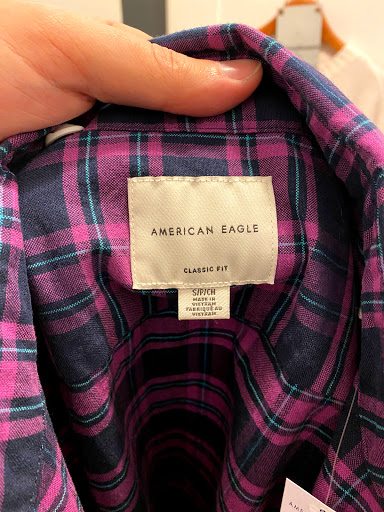 AMERICAN EAGLE
CLASSIC FIT
S/P/CH
MADE IN
VIETNAM
FABRIQUÉ AU
VIETNAM